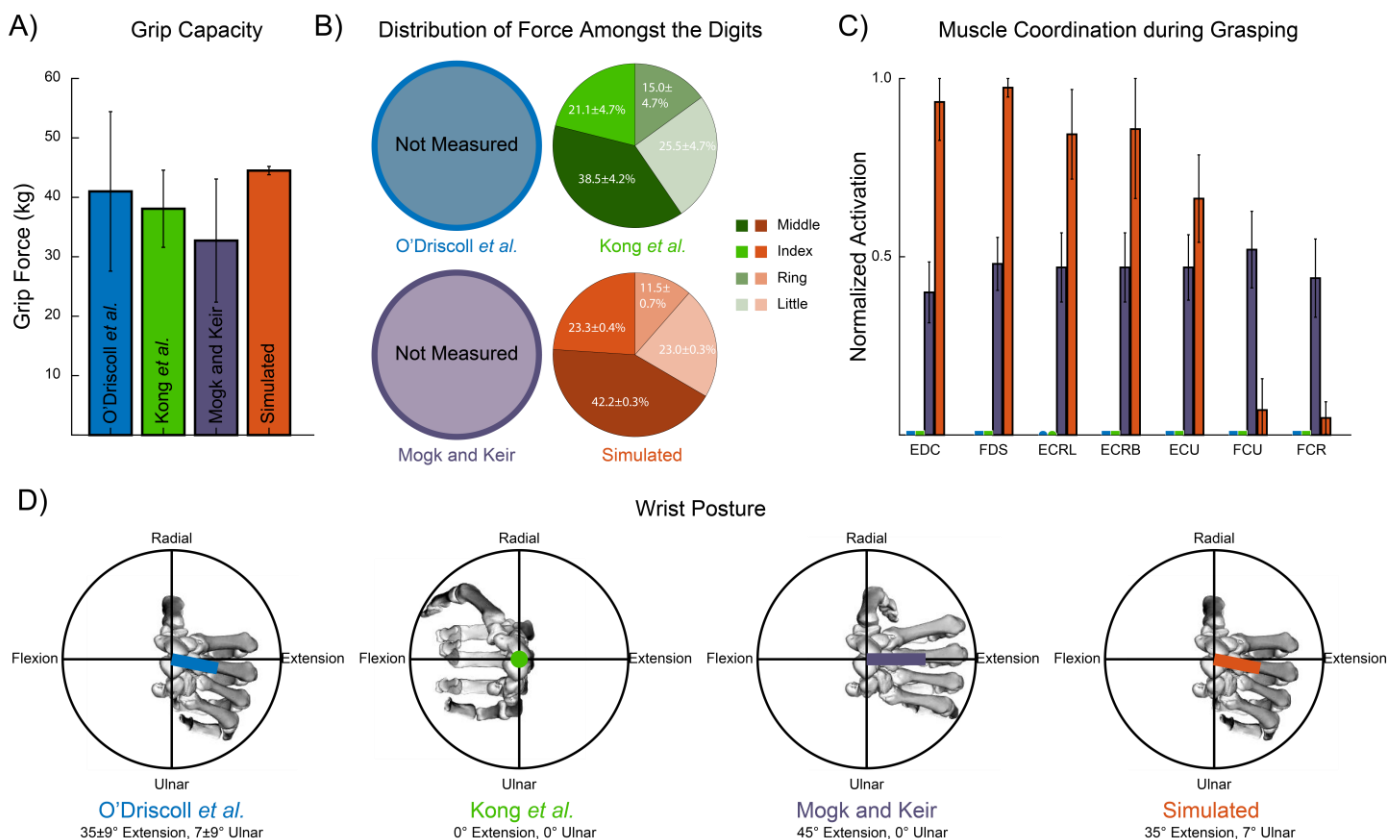 A) Grip Capacity
Grip Force (kg)
60
50
40
30
20
10
O'Driscoll et al.
Kong et al.
Mogk and Keir
Simulated
B) Distribution of Force Amongst the Digits
Not Measured
O'Driscoll et al.
21.1±4.7%
15.0±
4.7%
25.5±4.7%
38.5±4.2%
Kong et al.
Middle
Index
Ring
Little
Not Measured
Mogk and Keir
23.3±0.4%
11.5±
0.7%
23.0±0.3%
42.2±0.3%
Simulated
C) Muscle Coordination during Grasping
Normalized Activation
1.0
0.5
EDC FDS ECRL ECRB ECU FCU FCR
D) Wrist Posture
Radial
Flexion
Extension
Ulnar
O'Driscoll et al.
35±9° Extension, 7±9° Ulnar
Radial
Flexion
Extension
Ulnar
Kong et al.
0° Extension, 0° Ulnar
Radial
Flexion
Extension
Ulnar
Mogk and Keir
45° Extension, 0° Ulnar
Radial
Flexion
Extension
Ulnar
Simulated
35° Extension, 7° Ulnar